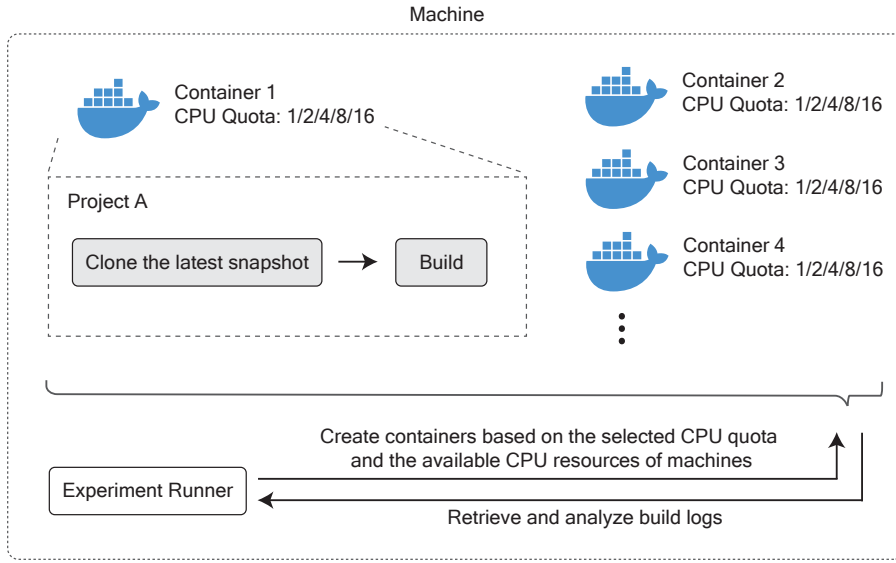 Machine
Container 1
CPU Quota: 1/2/4/8/16
Project A
Clone the latest snapshot
Build
Container 2
CPU Quota: 1/2/4/8/16
Container 3
CPU Quota: 1/2/4/8/16
Container 4
CPU Quota: 1/2/4/8/16
Create containers based on the selected CPU quota
and the available CPU resources of machines
Experiment Runner
Retrieve and analyze build logs